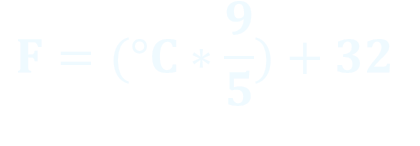 F = (°C * 9/5) + 32